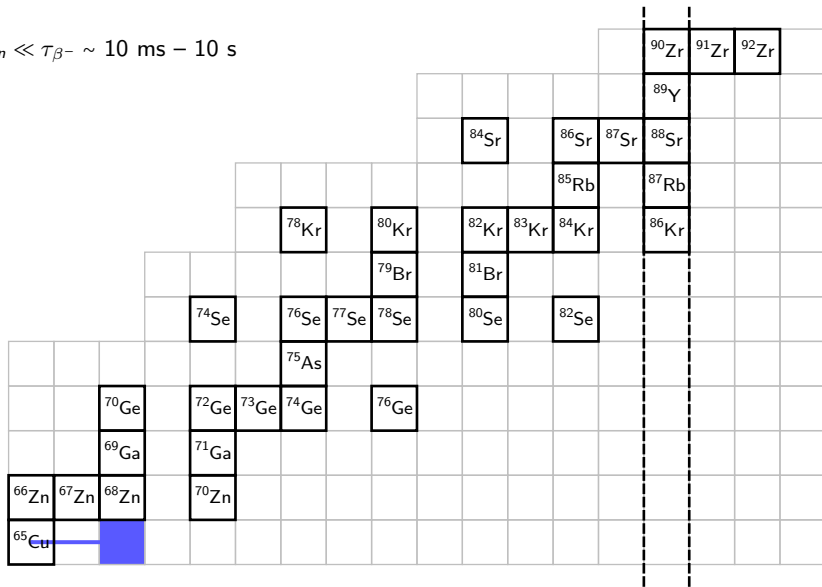 n ≪ τβ⁻ ~ 10 ms − 10 s
⁹⁰Zr ⁹¹Zr ⁹²Zr
⁸⁹Y
⁸⁴Sr ⁸⁶Sr ⁸⁷Sr ⁸⁸Sr
⁸⁵Rb ⁸⁷Rb
⁷⁸Kr ⁸⁰Kr ⁸²Kr ⁸³Kr ⁸⁴Kr ⁸⁶Kr
⁷⁹Br ⁸¹Br
⁷⁴Se ⁷⁶Se ⁷⁷Se ⁷⁸Se ⁸⁰Se ⁸²Se
⁷⁵As
⁷⁰Ge ⁷²Ge ⁷³Ge ⁷⁴Ge ⁷⁶Ge
⁶⁹Ga ⁷¹Ga
⁶⁶Zn ⁶⁷Zn ⁶⁸Zn ⁷⁰Zn
⁶⁵Cu